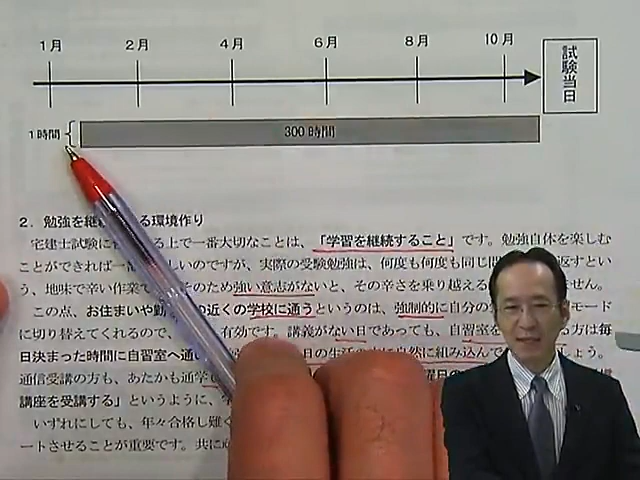 1月 2月 4月 6月 8月 10月
試験当日
1時間 300時間
2. 勉強を継 る環境作り
宅建士試験に る上で一番大切なことは、「学習を継続すること」です。勉強自体を楽しむ
ことができれば一番 しいのですが、実際の受験勉強は、何度も何度も同じ 返すとい
う、地味で辛い作業 そのため強い意志がないと、その辛さを乗り越える せん。
この点、お住まいや勤 の近くの学校に通うというのは、強制的に自分の モード
に切り替えてくれるので、 有効です。講義がない日であっても、自習室を る方は毎
日決まった時間に自習室へ通 日の生活の中に自然に組み込んで しょう。
通信受講の方も、あたかも通学 曜日の
講座を受講する」というように、
いずれにしても、年々合格し難く
ートさせることが重要です。共に